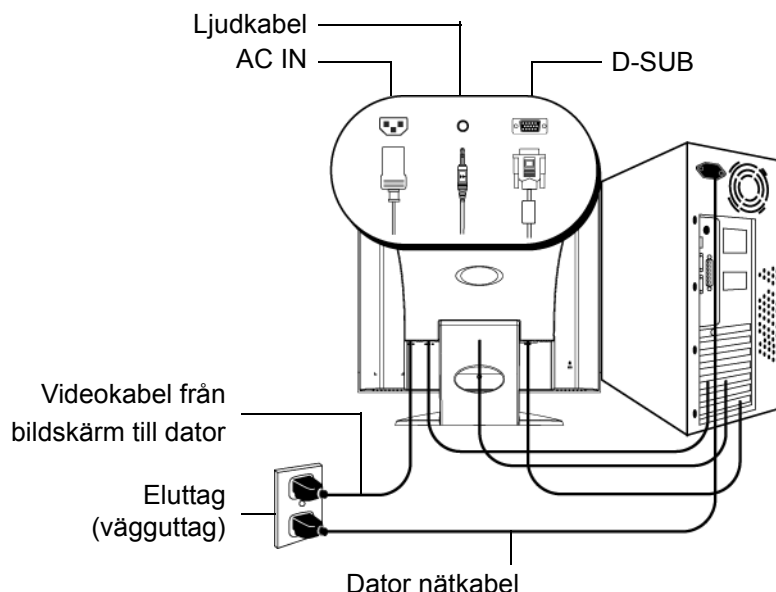 Ljudkabel
AC IN
D-SUB
Videokabel från
bildskärm till dator
Eluttag
(vägguttag)
Dator nätkabel